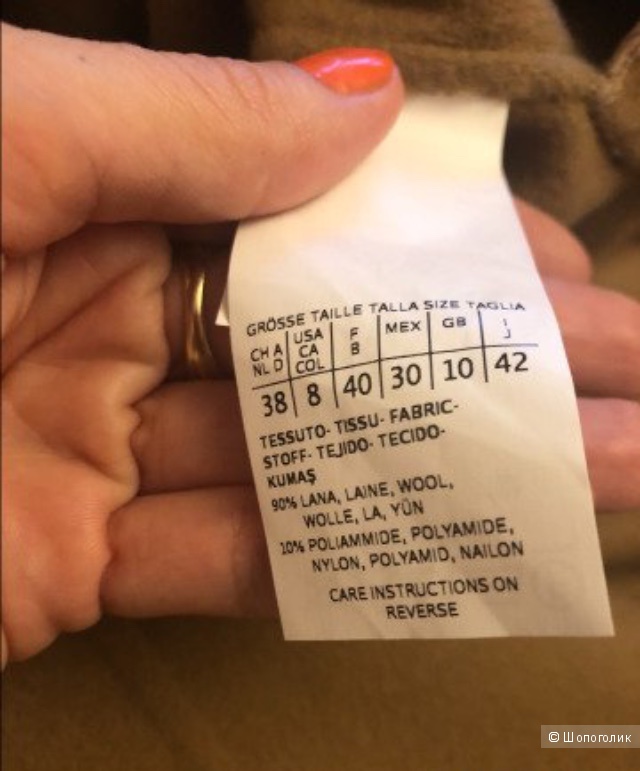 GRÖSSE TAILLE TALLA SIZE TAGLIA
CH A NL D USA CA COL F B MEX GB I J
38 8 40 30 10 42
TESSUTO- TISSU- FABRIC-
STOFF- TEJIDO- TECIDO-
KUMAŞ
90% LANA, LAINE, WOOL,
WOLLE, LA, YÜN
10% POLIAMMIDE, POLYAMIDE,
NYLON, POLYAMID, NAILON
CARE INSTRUCTIONS ON
REVERSE
© Шопоголик